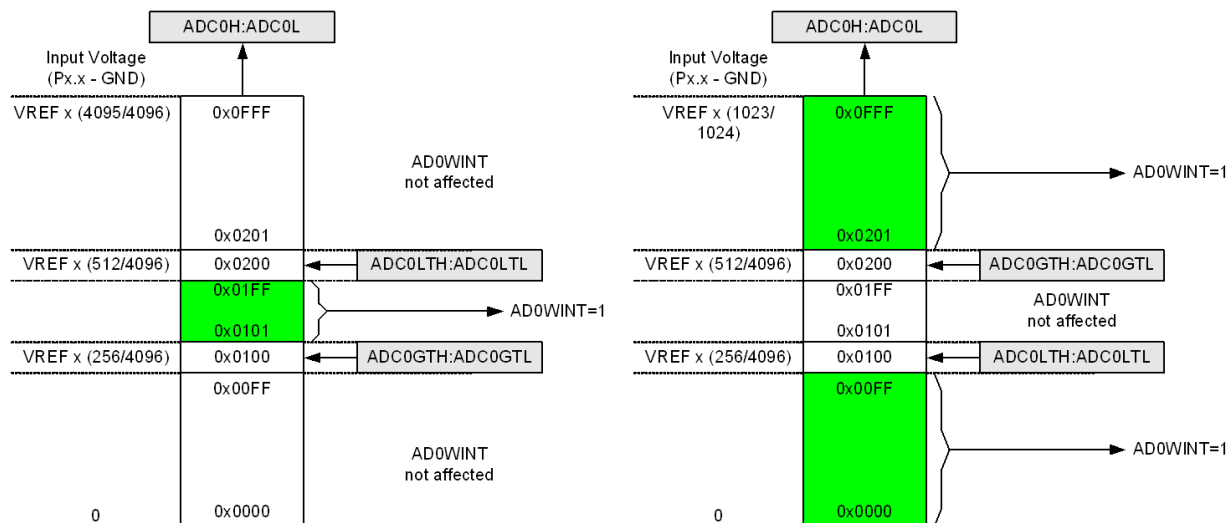 ADC0H:ADC0L
Input Voltage
(Px.x - GND)
VREF x (4095/4096)
0x0FFF
AD0WINT
not affected
0x0201
VREF x (512/4096)
0x0200
ADC0LTH:ADC0LTL
0x01FF
AD0WINT=1
0x0101
VREF x (256/4096)
0x0100
ADC0GTH:ADC0GTL
0x00FF
AD0WINT
not affected
0
0x0000
ADC0H:ADC0L
Input Voltage
(Px.x - GND)
VREF x (1023/
1024)
0x0FFF
AD0WINT=1
0x0201
VREF x (512/4096)
0x0200
ADC0GTH:ADC0GTL
0x01FF
AD0WINT
not affected
0x0101
VREF x (256/4096)
0x0100
ADC0LTH:ADC0LTL
0x00FF
AD0WINT=1
0
0x0000